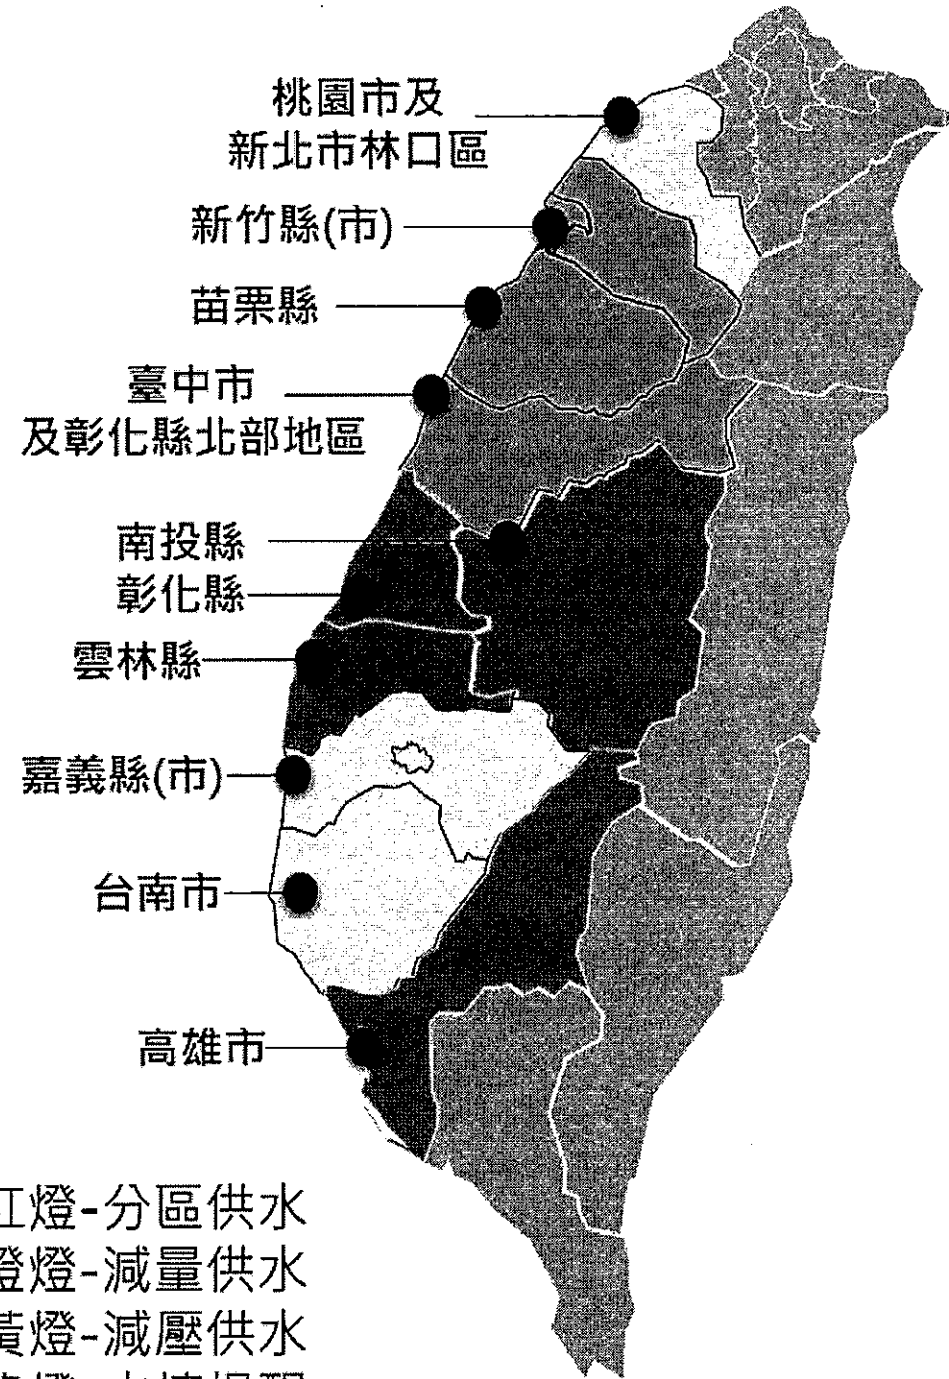 桃園市及
新北市林口區
新竹縣(市)
苗栗縣
臺中市
及彰化縣北部地區
南投縣
彰化縣
雲林縣
嘉義縣(市)
台南市
高雄市
紅燈-分區供水
橙燈-減量供水
黃燈-減壓供水